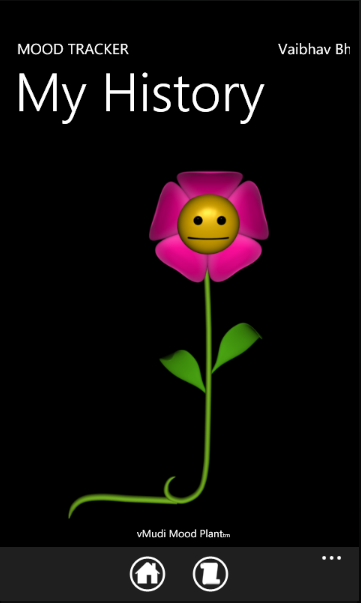 MOOD TRACKER Vaibhav Bh
My History
vMudi Mood Planttm